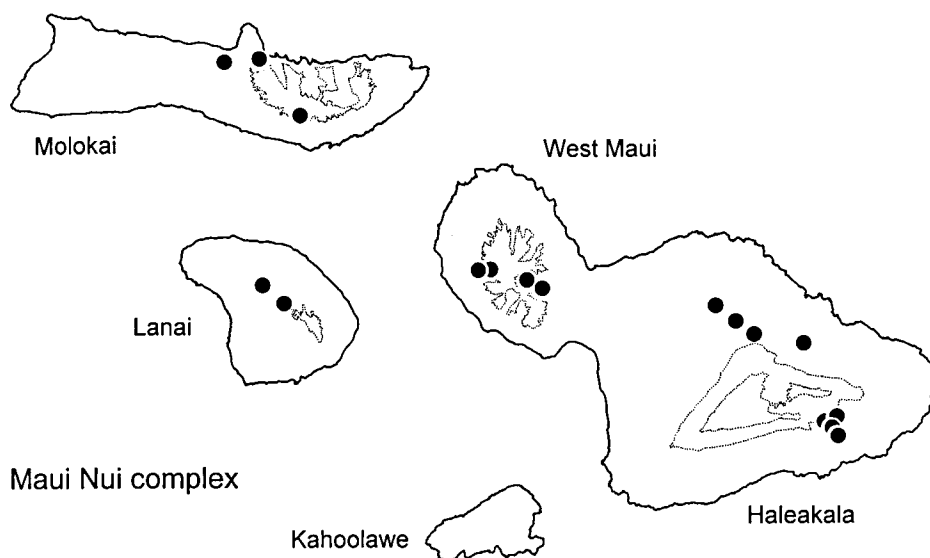 Molokai
West Maui
Lanai
Maui Nui complex
Haleakala
Kahoolawe